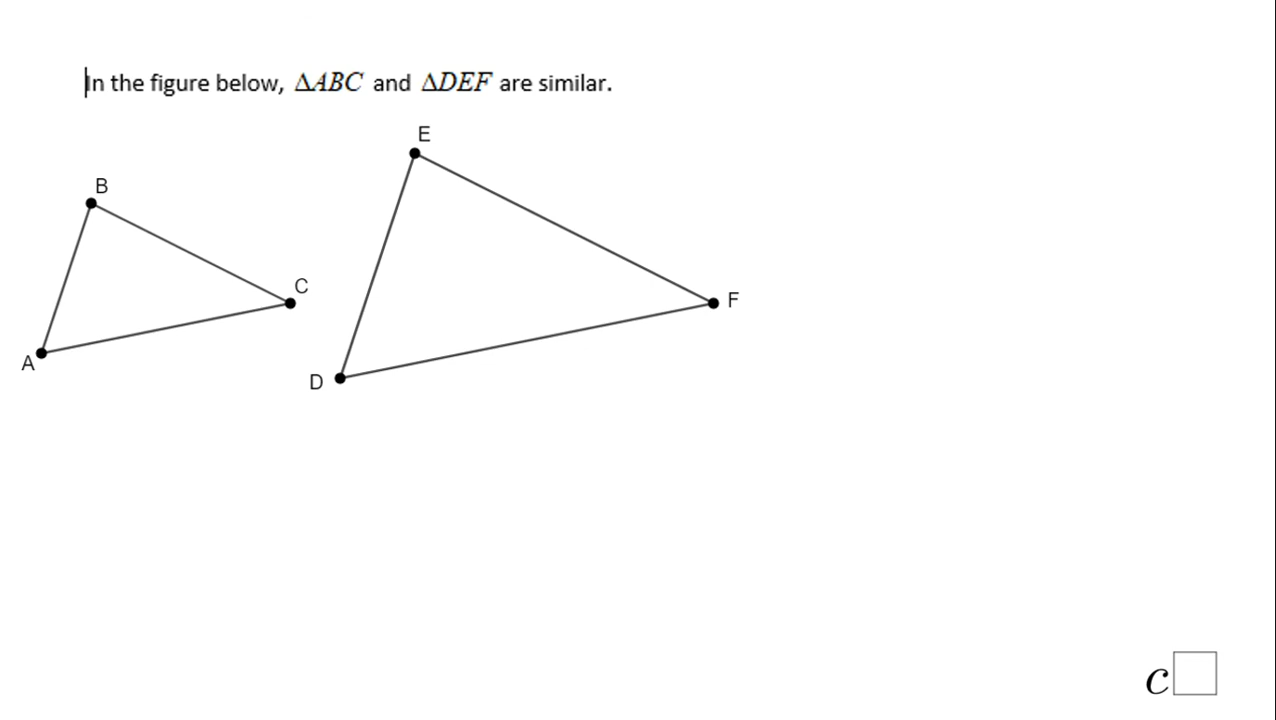 In the figure below, ΔABC and ΔDEF are similar.
E
B
C
F
A
D
c